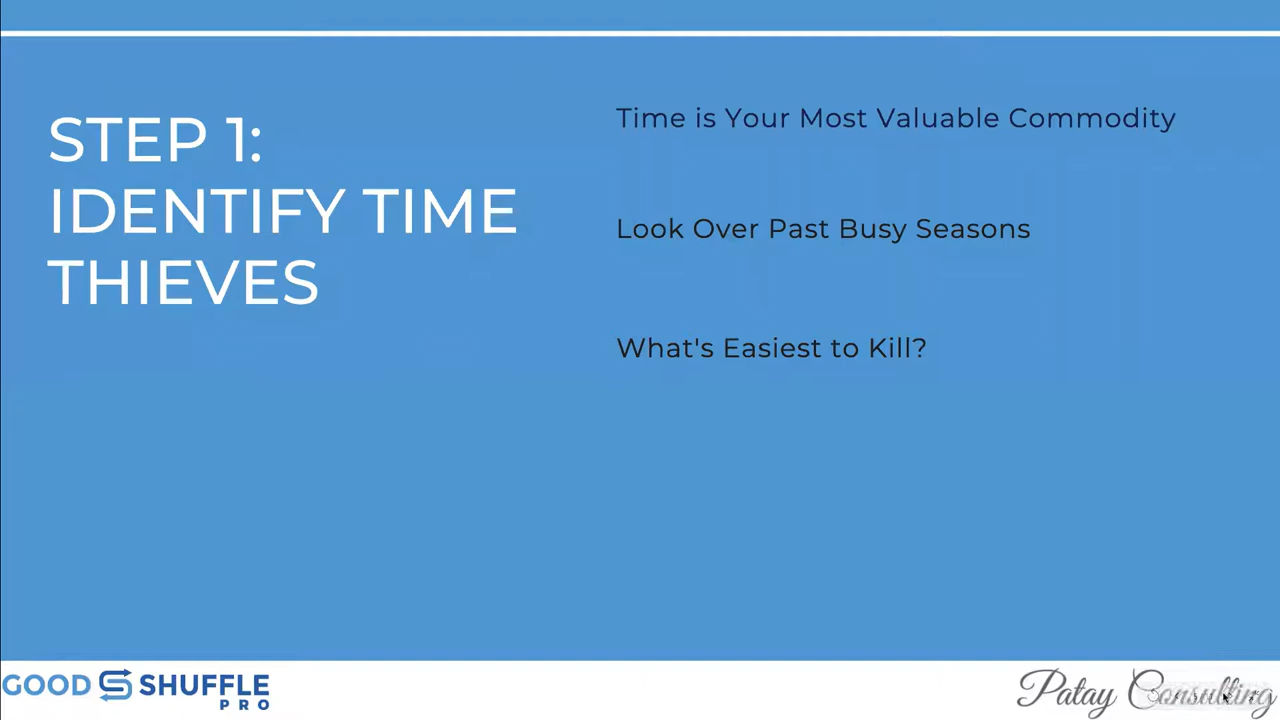 STEP 1:
IDENTIFY TIME
THIEVES
Time is Your Most Valuable Commodity
Look Over Past Busy Seasons
What's Easiest to Kill?
GOOD SHUFFLE
PRO
Patay Consulting